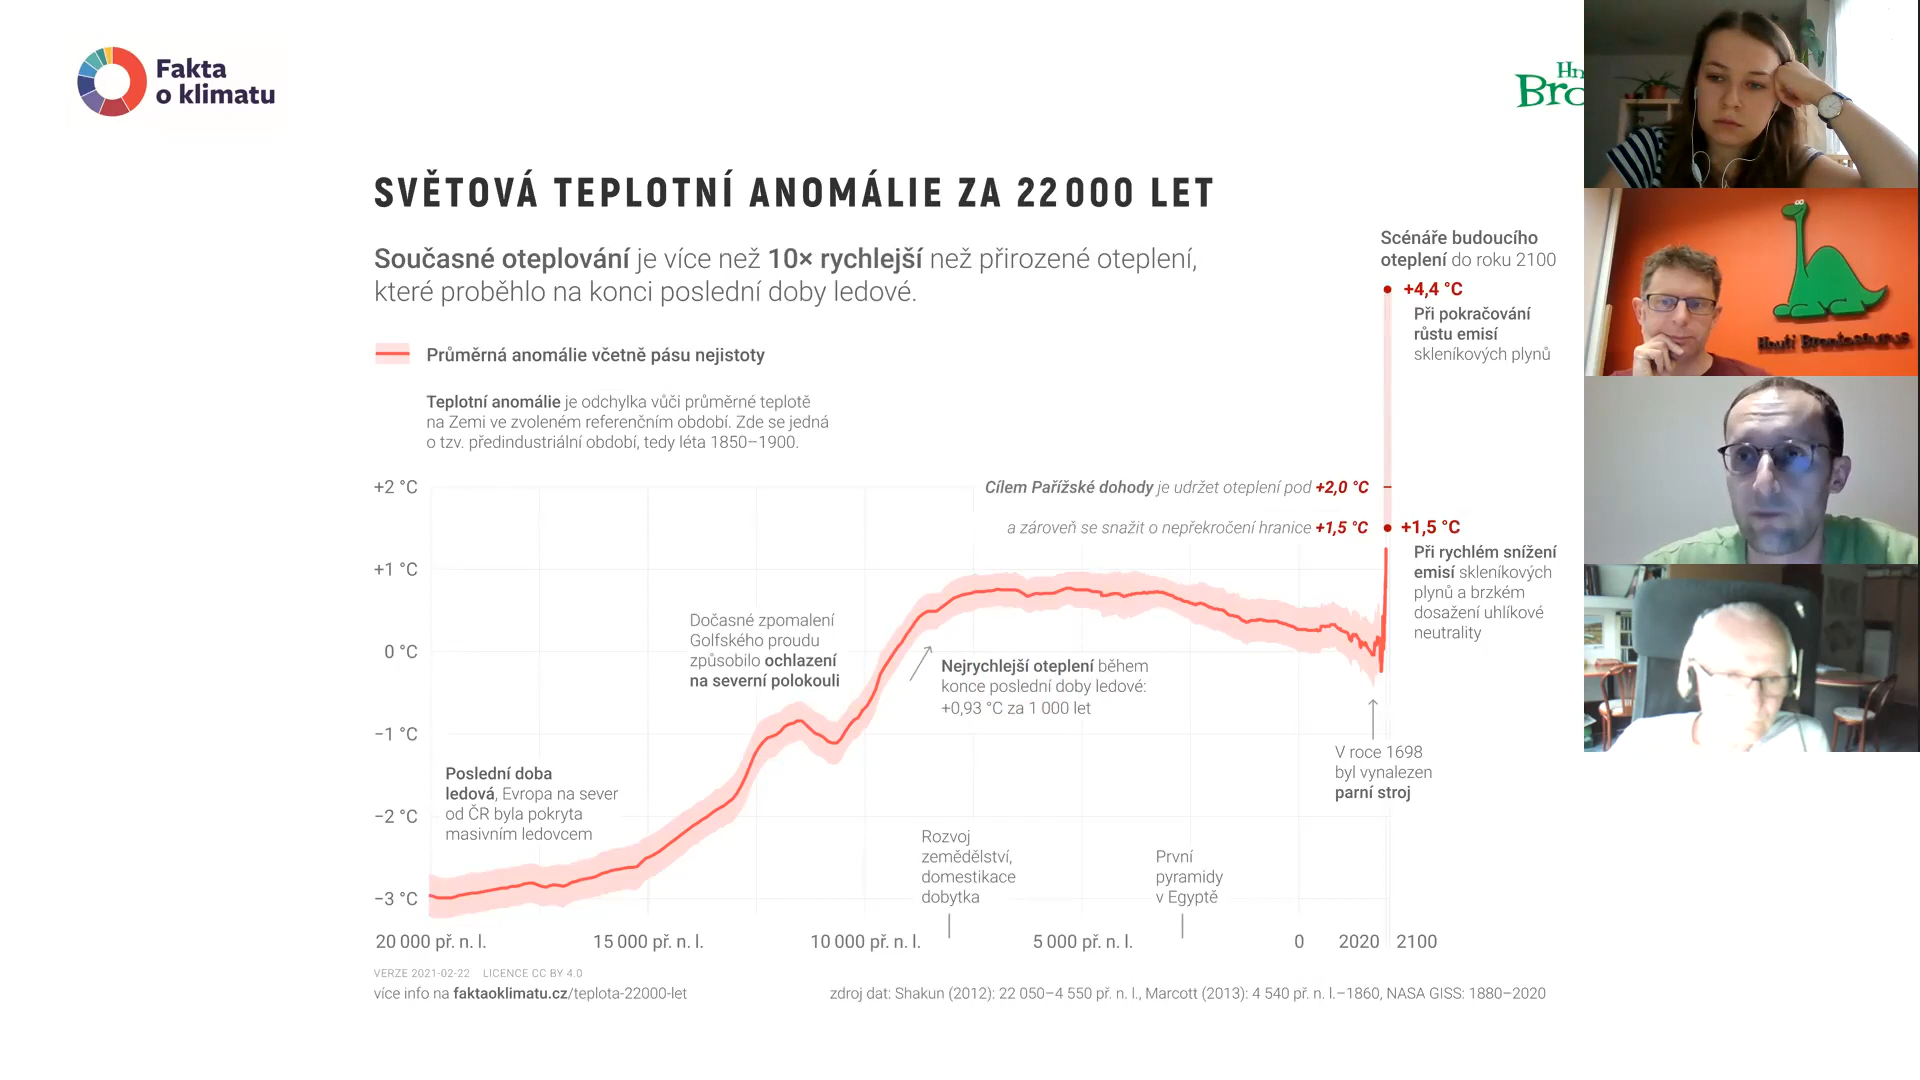 Fakta
o klimatu
SVĚTOVÁ TEPLOTNÍ ANOMÁLIE ZA 22 000 LET
Současné oteplování je více než 10× rychlejší než přirozené oteplení,
které proběhlo na konci poslední doby ledové.
Průměrná anomálie včetně pásu nejistoty
Teplotní anomálie je odchylka vůči průměrné teplotě
na Zemi ve zvoleném referenčním období. Zde se jedná
o tzv. předindustriální období, tedy léta 1850–1900.
Scénáře budoucího
oteplení do roku 2100
+4,4 °C
Při pokračování
růstu emisí
skleníkových plynů
Cílem Pařížské dohody je udržet oteplení pod +2,0 °C
a zároveň se snažit o nepřekročení hranice +1,5 °C
+1,5 °C
Při rychlém snížení
emisí skleníkových
plynů a brzkém
dosažení uhlíkové
neutrality
+2 °C
+1 °C
0 °C
−1 °C
−2 °C
−3 °C
Dočasné zpomalení
Golfského proudu
způsobilo ochlazení
na severní polokouli
Nejrychlejší oteplení během
konce poslední doby ledové:
+0,93 °C za 1 000 let
V roce 1698
byl vynalezen
parní stroj
Poslední doba
ledová, Evropa na sever
od ČR byla pokryta
masivním ledovcem
Rozvoj
zemědělství,
domestikace
dobytka
První
pyramidy
v Egyptě
20 000 př. n. l.
15 000 př. n. l.
10 000 př. n. l.
5 000 př. n. l.
0
2020
2100
VERZE 2021-02-22 LICENCE CC BY 4.0
více info na faktaoklimatu.cz/teplota-22000-let
zdroj dat: Shakun (2012): 22 050–4 550 př. n. l., Marcott (2013): 4 540 př. n. l.–1860, NASA GISS: 1880–2020
Hnutí Brontosaurus